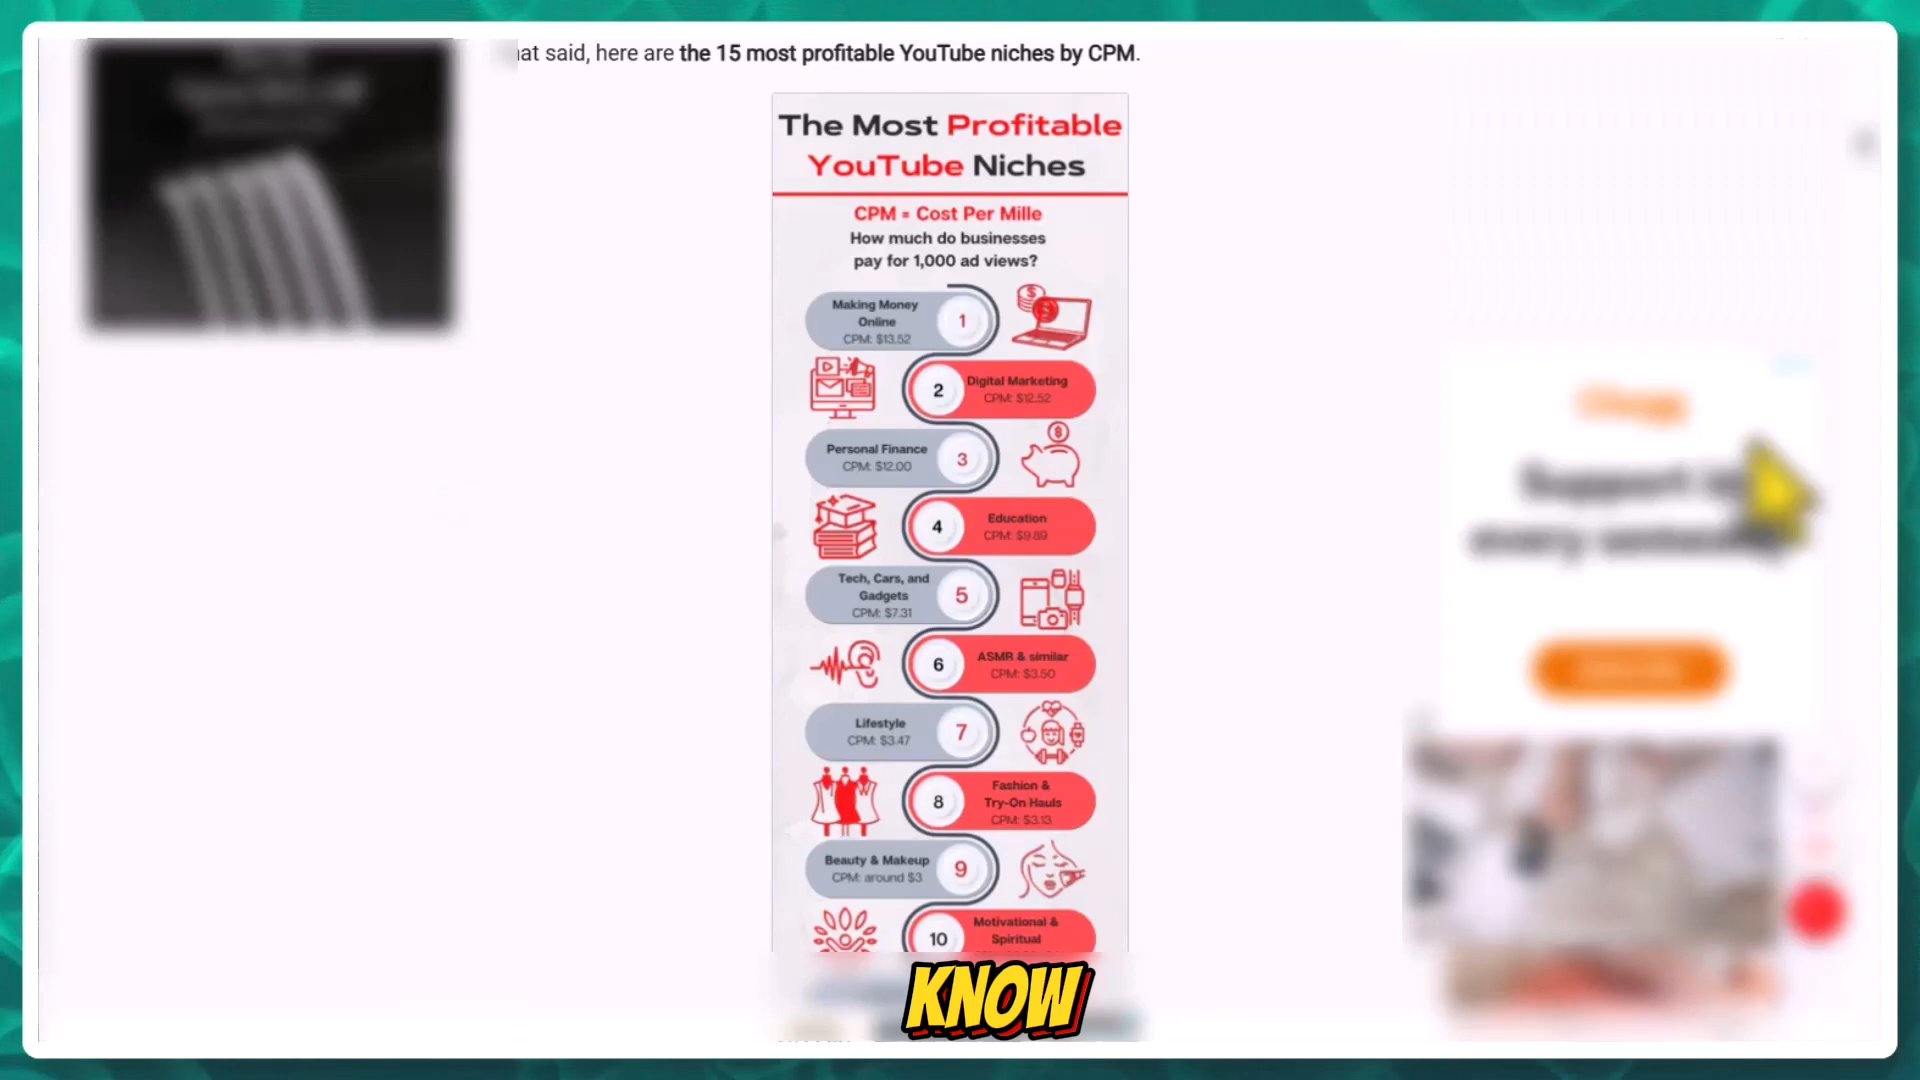 at said, here are the 15 most profitable YouTube niches by CPM.
The Most Profitable
YouTube Niches
CPM = Cost Per Mille
How much do businesses
pay for 1,000 ad views?
Making Money
Online
CPM: $13.52
1
2
Digital Marketing
CPM: $12.52
Personal Finance
CPM: $12.00
3
4
Education
CPM: $9.89
Tech, Cars, and
Gadgets
CPM: $7.31
5
6
ASMR & similar
CPM: $3.50
Lifestyle
CPM: $3.47
7
8
Fashion &
Try-On Hauls
CPM: $3.13
Beauty & Makeup
CPM: around $3
9
10
Motivational &
Spiritual
KNOW
Support
every